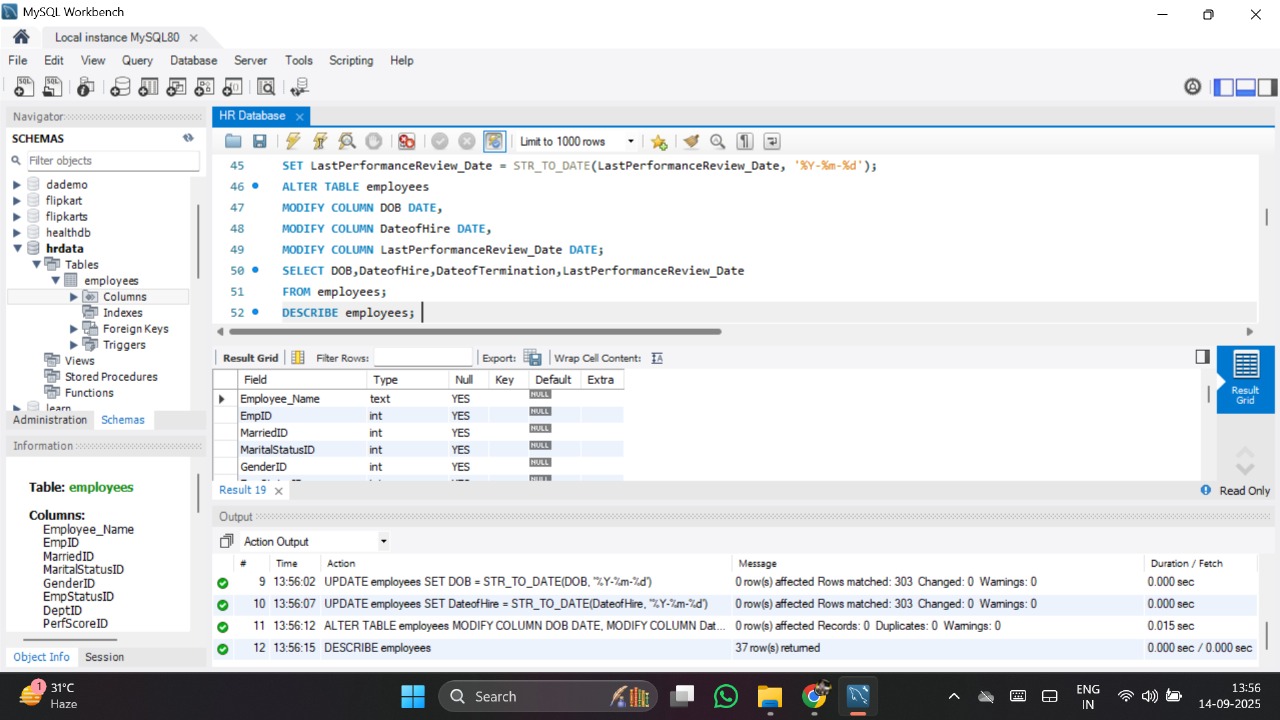 MySQL Workbench
Local instance MySQL80
File Edit View Query Database Server Tools Scripting Help
Navigator
SCHEMAS
Filter objects
dademo
flipkart
flipkarts
healthdb
hrdata
Tables
employees
Columns
Indexes
Foreign Keys
Triggers
Views
Stored Procedures
Functions
learn
Administration Schemas
Information
Table: employees
Columns:
Employee_Name
EmpID
MarriedID
MaritalStatusID
GenderID
EmpStatusID
DeptID
PerfScoreID
Object Info Session
HR Database
Limit to 1000 rows
45 SET LastPerformanceReview_Date = STR_TO_DATE(LastPerformanceReview_Date, '%Y-%m-%d');
46 ALTER TABLE employees
47 MODIFY COLUMN DOB DATE,
48 MODIFY COLUMN DateofHire DATE,
49 MODIFY COLUMN LastPerformanceReview_Date DATE;
50 SELECT DOB,DateofHire,DateofTermination,LastPerformanceReview_Date
51 FROM employees;
52 DESCRIBE employees;
Result Grid Filter Rows: Export: Wrap Cell Content:
Field Type Null Key Default Extra
Employee_Name text YES NULL
EmpID int YES NULL
MarriedID int YES NULL
MaritalStatusID int YES NULL
GenderID int YES NULL
Result Grid
Result 19
Read Only
Output
Action Output
# Time Action Message Duration / Fetch
9 13:56:02 UPDATE employees SET DOB = STR_TO_DATE(DOB, '%Y-%m-%d') 0 row(s) affected Rows matched: 303 Changed: 0 Warnings: 0 0.000 sec
10 13:56:07 UPDATE employees SET DateofHire = STR_TO_DATE(DateofHire, '%Y-%m-%d') 0 row(s) affected Rows matched: 303 Changed: 0 Warnings: 0 0.000 sec
11 13:56:12 ALTER TABLE employees MODIFY COLUMN DOB DATE, MODIFY COLUMN Dat... 0 row(s) affected Records: 0 Duplicates: 0 Warnings: 0 0.015 sec
12 13:56:15 DESCRIBE employees 37 row(s) returned 0.000 sec / 0.000 sec
1
31°C
Haze
Search
ENG
IN
13:56
14-09-2025